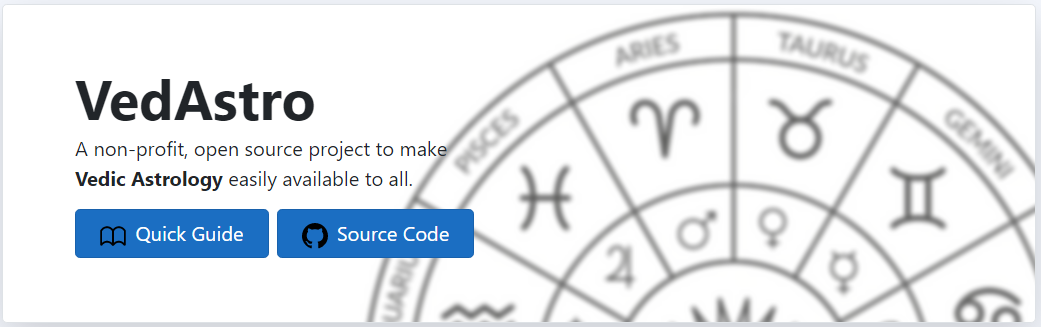 VedAstro
A non-profit, open source project to make
Vedic Astrology easily available to all.
Quick Guide
Source Code
ARIES
TAURUS
PISCES
GEMINI